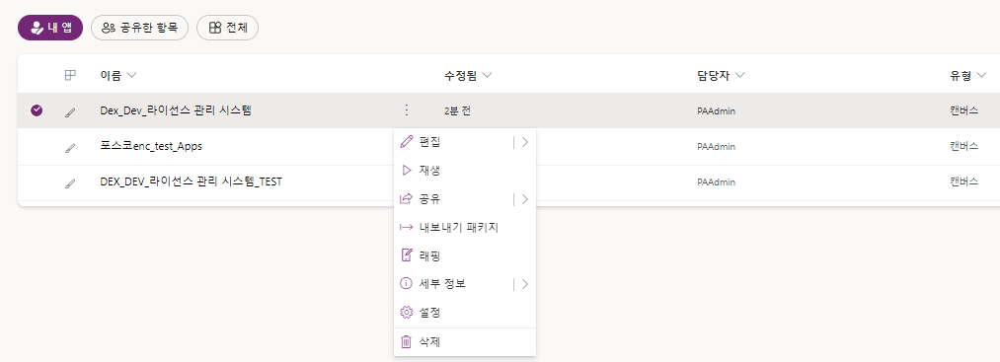 내 앱 공유한 항목 전체
이름 수정됨 담당자 유형
Dex_Dev_라이선스 관리 시스템 2분 전 PAAdmin 캔버스
포스코enc_test_Apps PAAdmin 캔버스
DEX_DEV_라이선스 관리 시스템_TEST PAAdmin 캔버스
편집
재생
공유
내보내기 패키지
래핑
세부 정보
설정
삭제